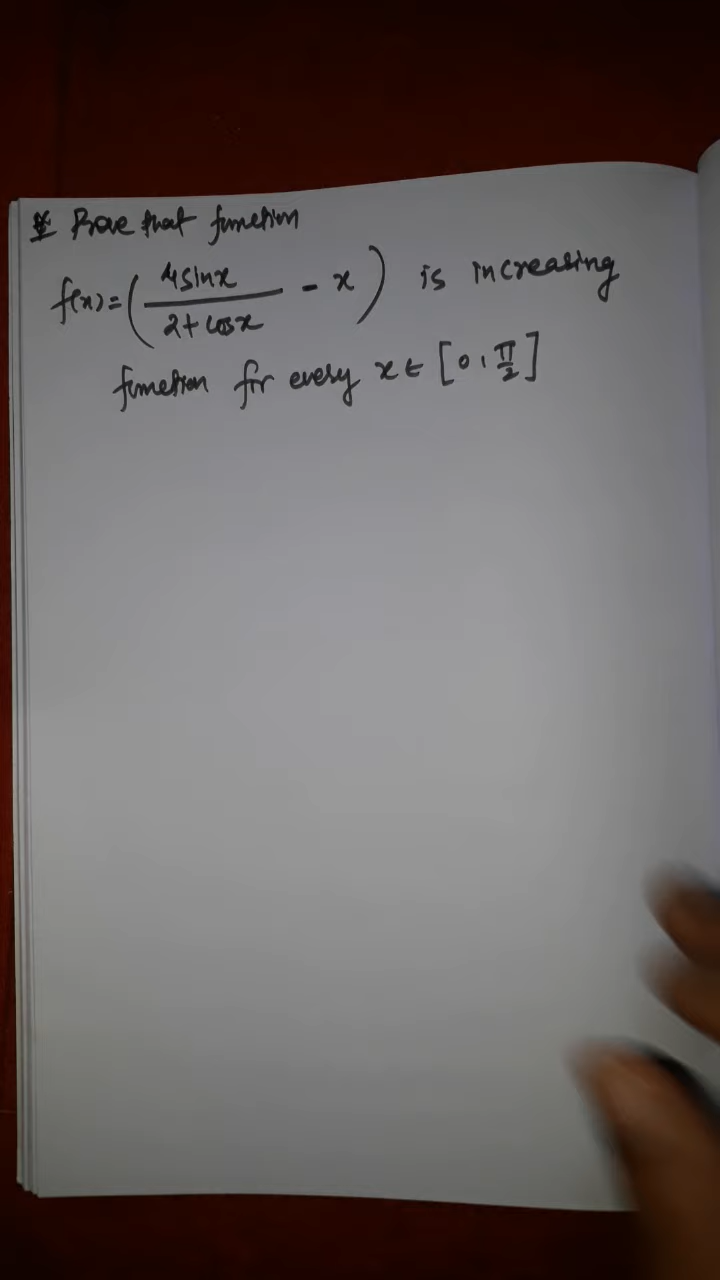 * Prove that function
f(x) = ( 4sinx / 2+cosx - x ) is increasing
function for every x ∈ [0, π/2]